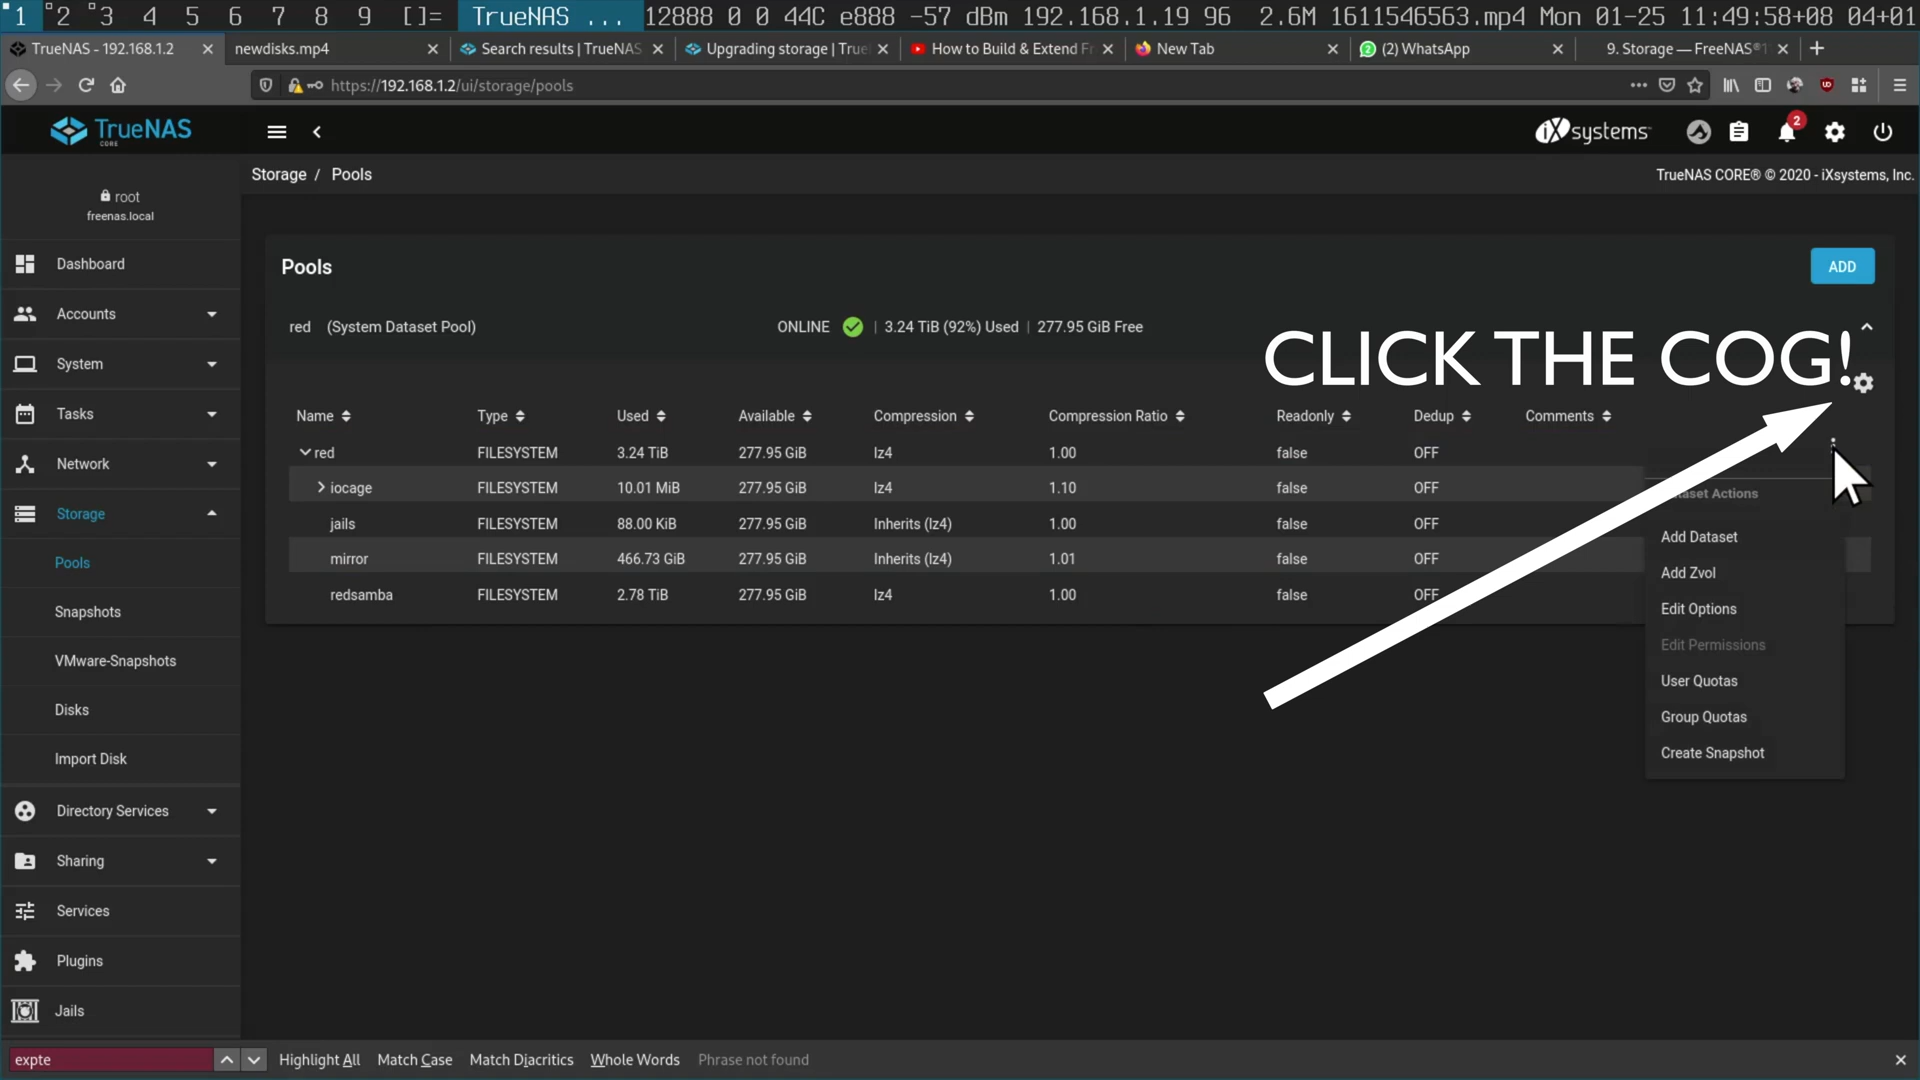 1 2 3 4 5 6 7 8 9 []= TrueNAS ... 12888 0 0 44C e888 -57 dBm 192.168.1.19 96 2.6M 1611546563.mp4 Mon 01-25 11:49:58+08 04+01
TrueNAS - 192.168.1.2 newdisks.mp4 Search results | TrueNAS Upgrading storage | True How to Build & Extend Fr New Tab (2) WhatsApp 9. Storage — FreeNAS®1
https://192.168.1.2/ui/storage/pools
TrueNAS
CORE
iXsystems™
2
Storage / Pools
TrueNAS CORE® © 2020 - iXsystems, Inc.
root
freenas.local
Dashboard
Accounts
System
Tasks
Network
Storage
Pools
Snapshots
VMware-Snapshots
Disks
Import Disk
Directory Services
Sharing
Services
Plugins
Jails
Pools
ADD
red (System Dataset Pool) ONLINE | 3.24 TiB (92%) Used | 277.95 GiB Free
CLICK THE COG!
Name Type Used Available Compression Compression Ratio Readonly Dedup Comments
red FILESYSTEM 3.24 TiB 277.95 GiB lz4 1.00 false OFF
iocage FILESYSTEM 10.01 MiB 277.95 GiB lz4 1.10 false OFF
jails FILESYSTEM 88.00 KiB 277.95 GiB Inherits (lz4) 1.00 false OFF
mirror FILESYSTEM 466.73 GiB 277.95 GiB Inherits (lz4) 1.01 false OFF
redsamba FILESYSTEM 2.78 TiB 277.95 GiB lz4 1.00 false OFF
Actions
Add Dataset
Add Zvol
Edit Options
Edit Permissions
User Quotas
Group Quotas
Create Snapshot
expte Highlight All Match Case Match Diacritics Whole Words Phrase not found